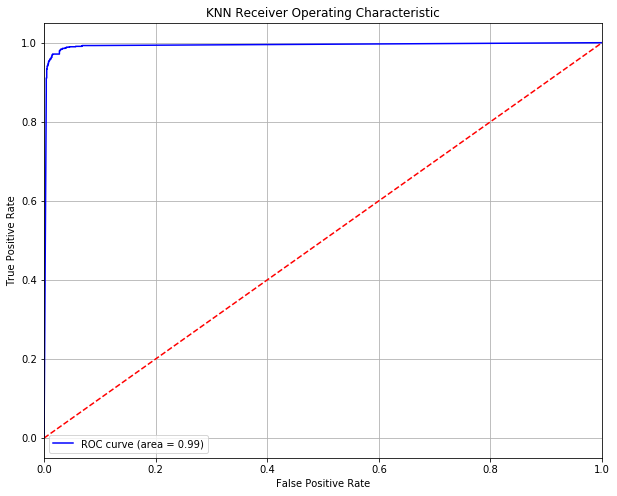 KNN Receiver Operating Characteristic
True Positive Rate
1.0
0.8
0.6
0.4
0.2
0.0
ROC curve (area = 0.99)
0.0 0.2 0.4 0.6 0.8 1.0
False Positive Rate